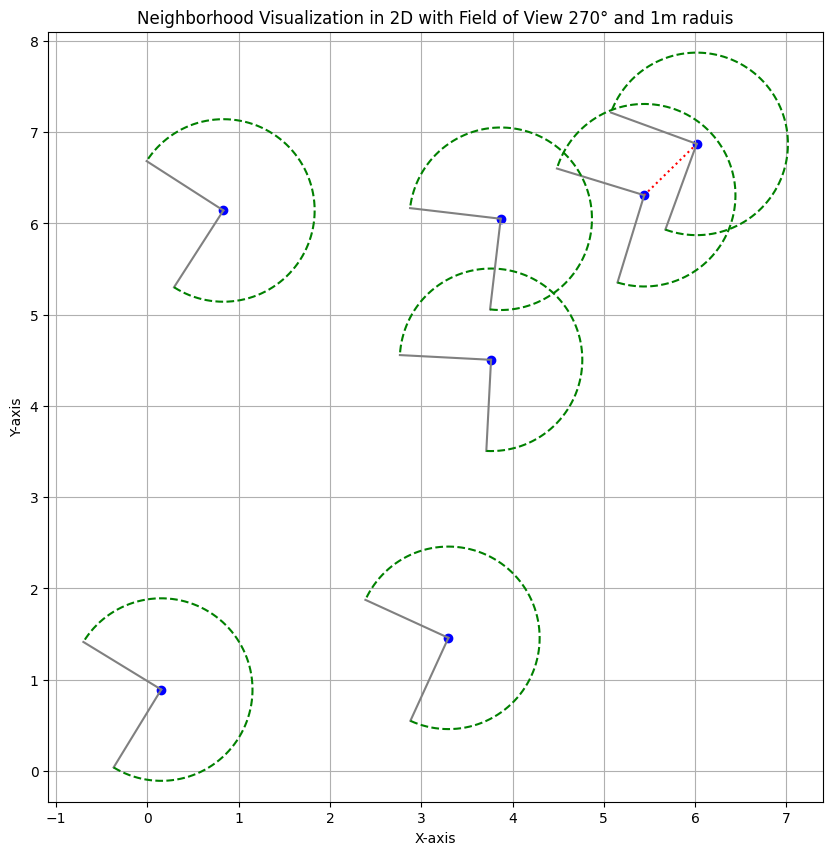 Neighborhood Visualization in 2D with Field of View 270° and 1m raduis
8
7
6
5
4
3
2
1
0
Y-axis
−1 0 1 2 3 4 5 6 7
X-axis